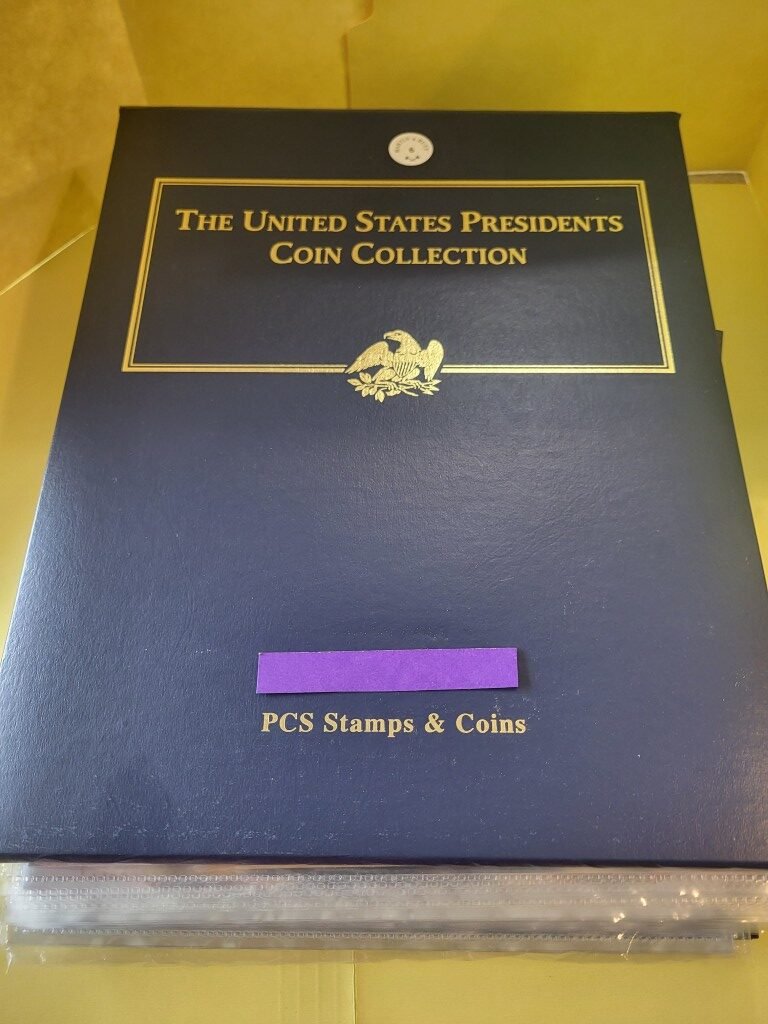 THE UNITED STATES PRESIDENTS
COIN COLLECTION
PCS Stamps & Coins